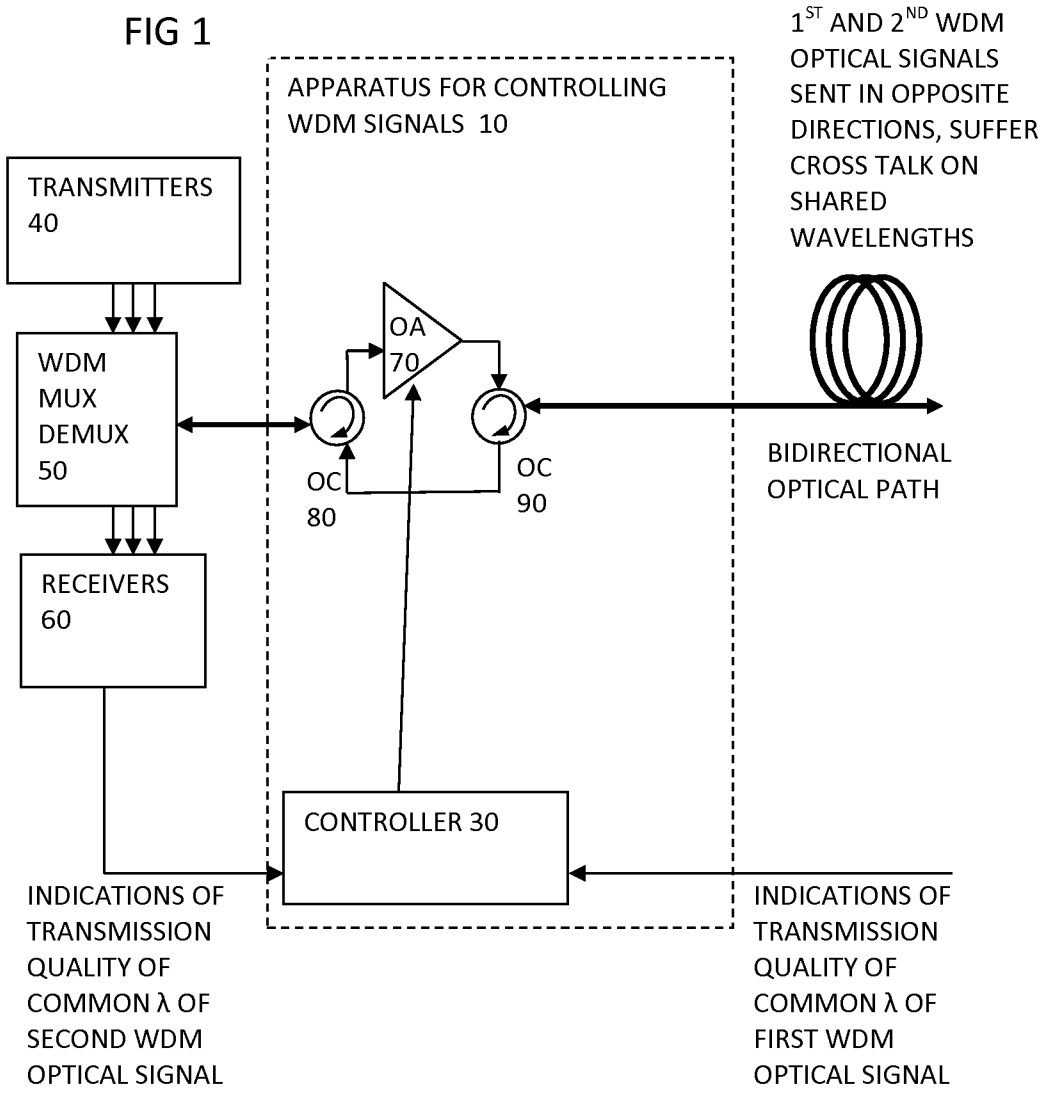 FIG 1
1ST AND 2ND WDM
OPTICAL SIGNALS
SENT IN OPPOSITE
DIRECTIONS, SUFFER
CROSS TALK ON
SHARED
WAVELENGTHS
APPARATUS FOR CONTROLLING
WDM SIGNALS 10
TRANSMITTERS
40
WDM
MUX
DEMUX
50
OA
70
OC
80
OC
90
BIDIRECTIONAL
OPTICAL PATH
RECEIVERS
60
CONTROLLER 30
INDICATIONS OF
TRANSMISSION
QUALITY OF
COMMON λ OF
SECOND WDM
OPTICAL SIGNAL
INDICATIONS OF
TRANSMISSION
QUALITY OF
COMMON λ OF
FIRST WDM
OPTICAL SIGNAL